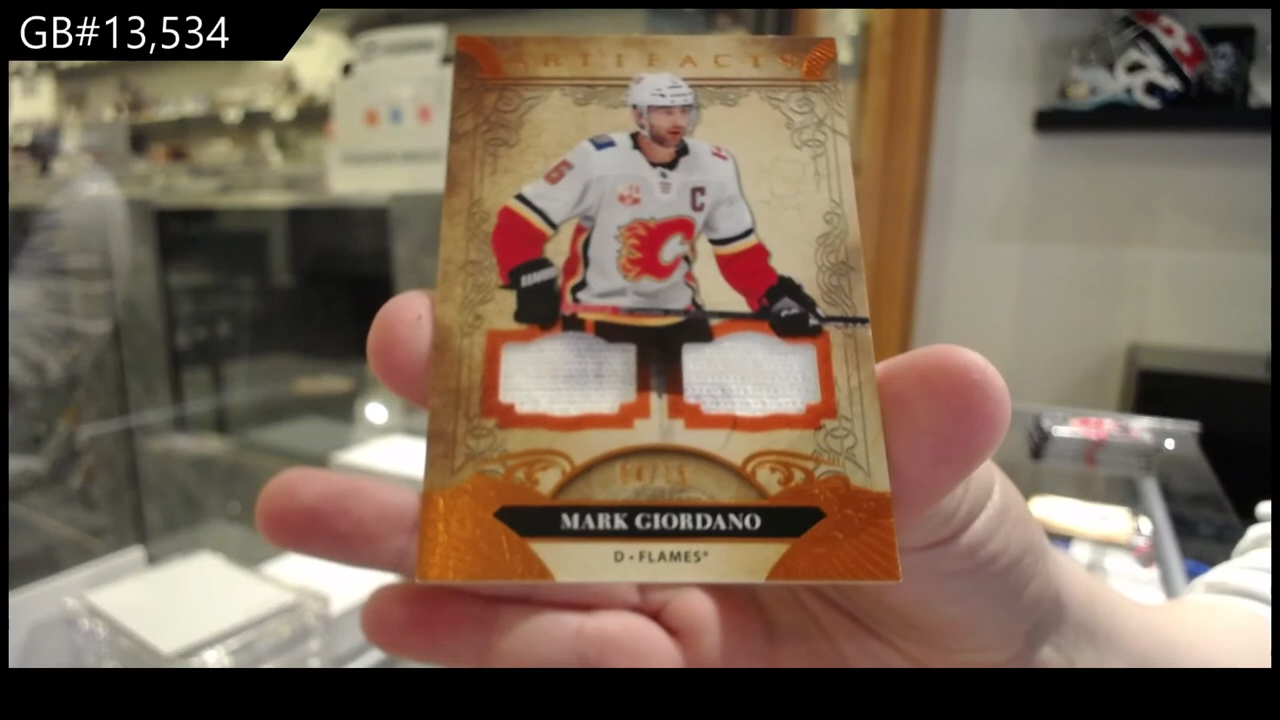 GB#13,534
ARTIFACTS
C
MARK GIORDANO
D • FLAMES®